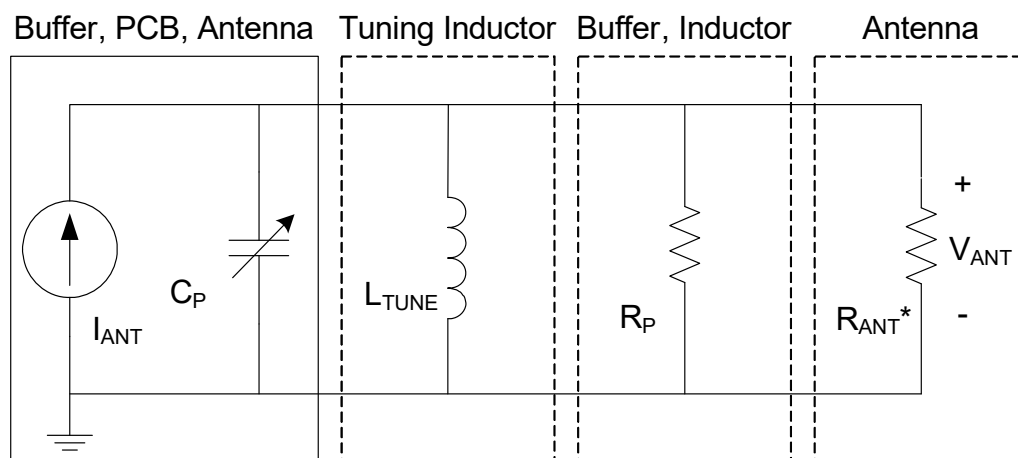 Buffer, PCB, Antenna Tuning Inductor Buffer, Inductor Antenna
+
V_ANT
C_P
L_TUNE
I_ANT
R_P
R_ANT*
-